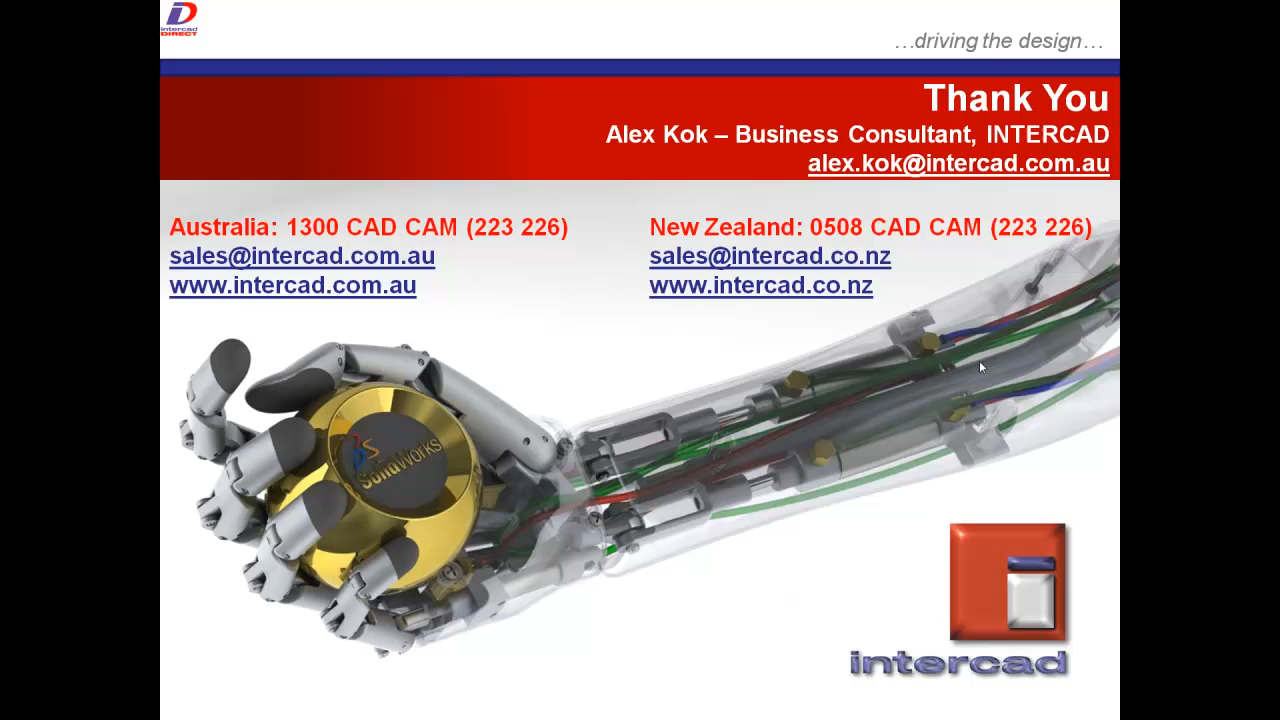 intercad
DIRECT
...driving the design...
Thank You
Alex Kok – Business Consultant, INTERCAD
alex.kok@intercad.com.au
Australia: 1300 CAD CAM (223 226)
sales@intercad.com.au
www.intercad.com.au
New Zealand: 0508 CAD CAM (223 226)
sales@intercad.co.nz
www.intercad.co.nz
SolidWorks
intercad